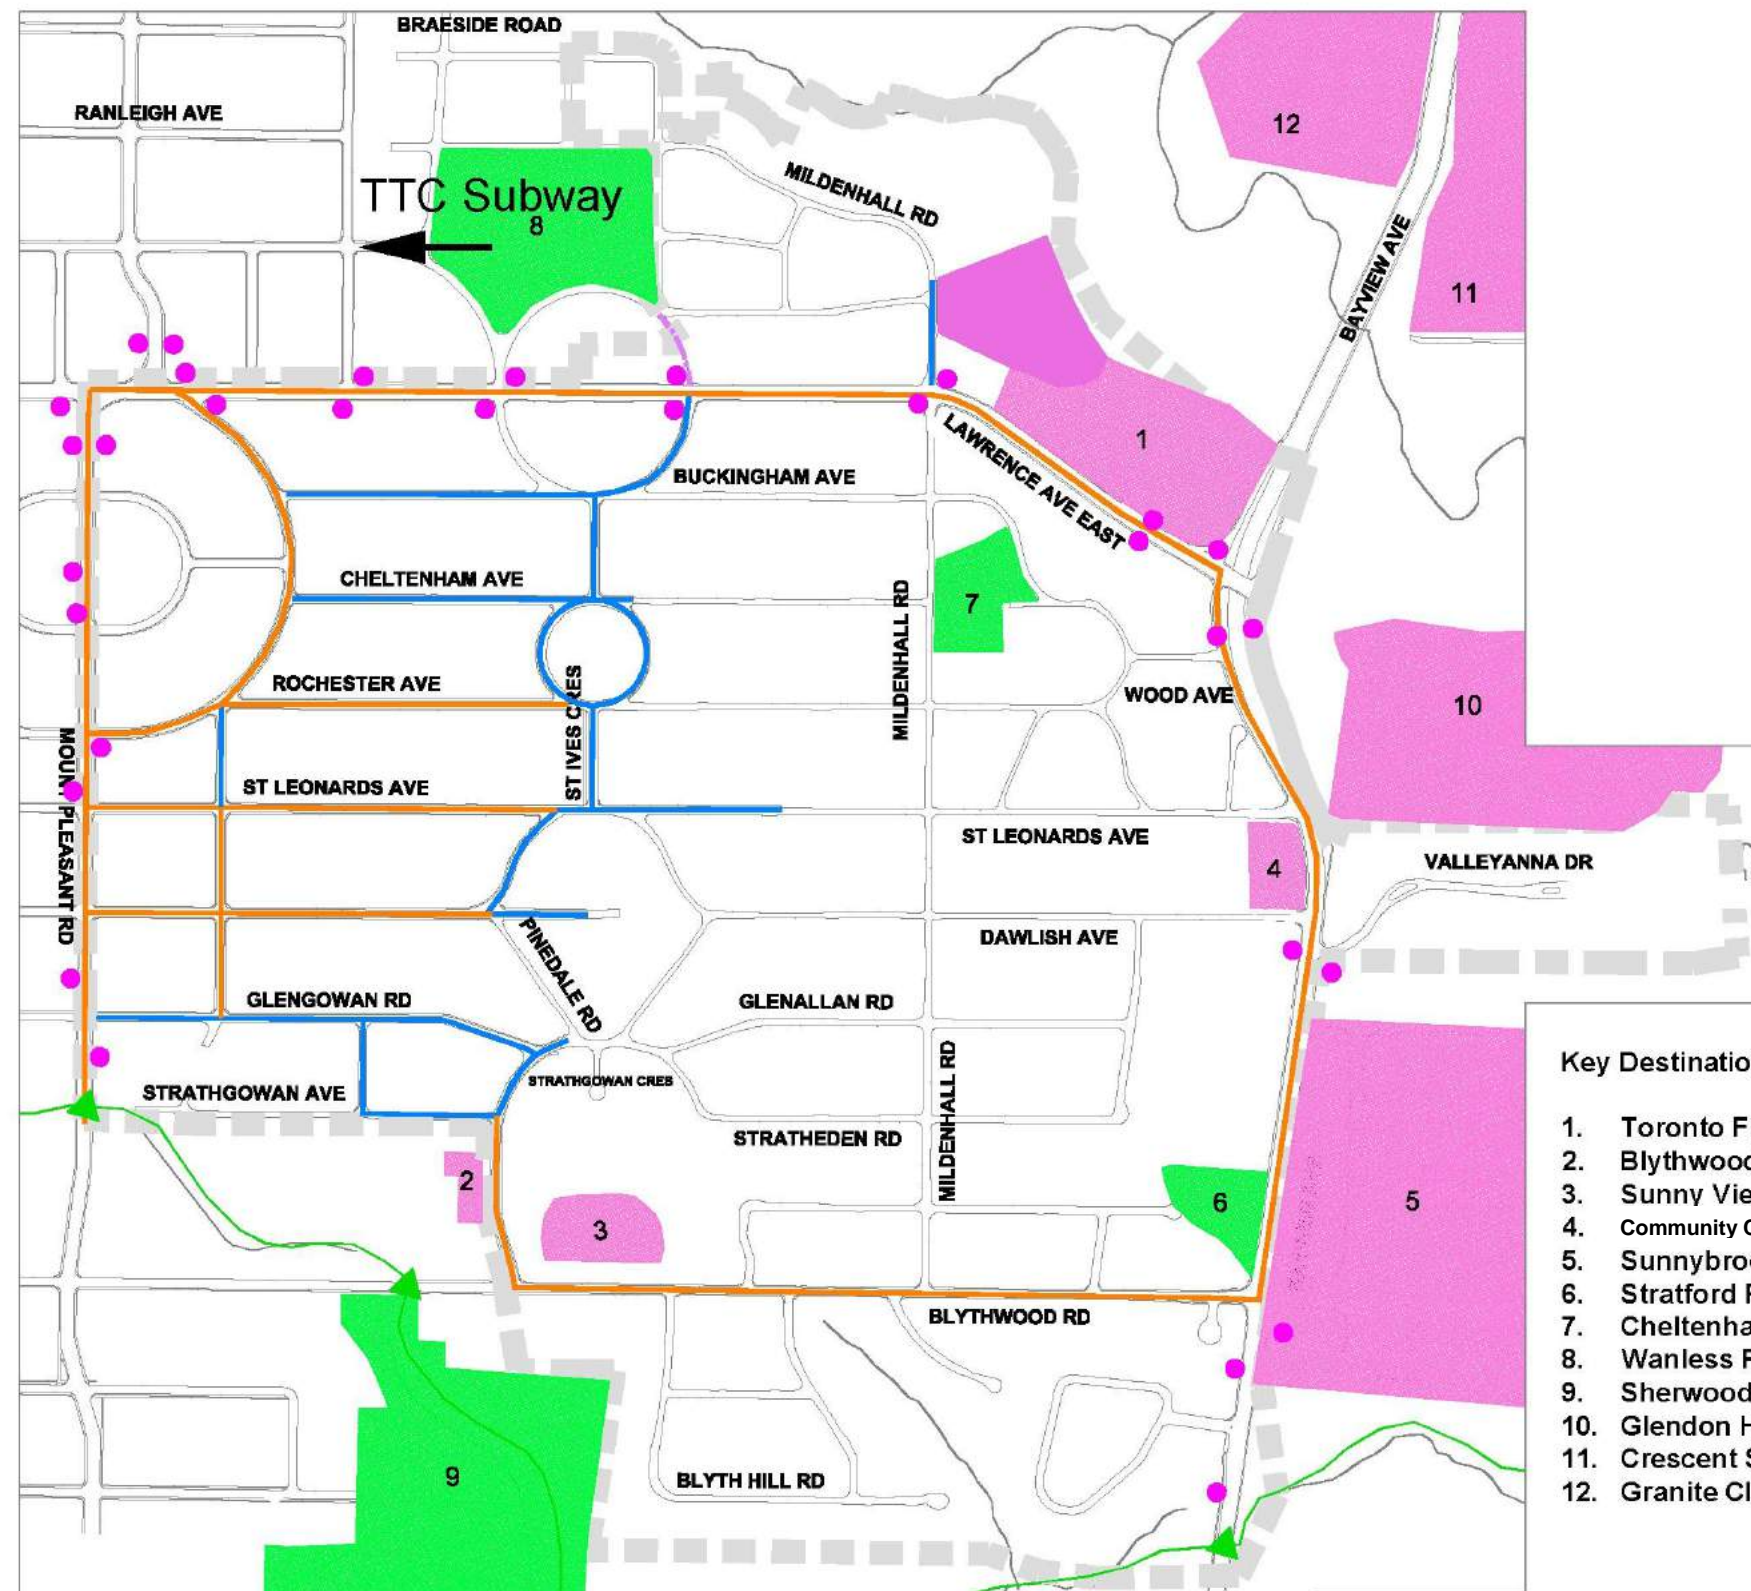 BRAESIDE ROAD
RANLEIGH AVE
12
MILDENHALL RD
TTC Subway
8
BAYVIEW AVE
11
1
LAWRENCE AVE EAST
BUCKINGHAM AVE
CHELTENHAM AVE
7
MILDENHALL RD
ROCHESTER AVE
ST IVES CRES
WOOD AVE
10
MOUNT PLEASANT RD
ST LEONARDS AVE
ST LEONARDS AVE
4
VALLEYANNA DR
PINEDALE RD
DAWLISH AVE
GLENGOWAN RD
GLENALLAN RD
STRATHGOWAN AVE
STRATHGOWAN CRES
MILDENHALL RD
STRATHEDEN RD
2
3
6
5
BLYTHWOOD RD
9
BLYTH HILL RD
Key Destinatio
1. Toronto F
2. Blythwood
3. Sunny Vie
4. Community C
5. Sunnybroo
6. Stratford P
7. Cheltenha
8. Wanless P
9. Sherwood
10. Glendon H
11. Crescent S
12. Granite Cl